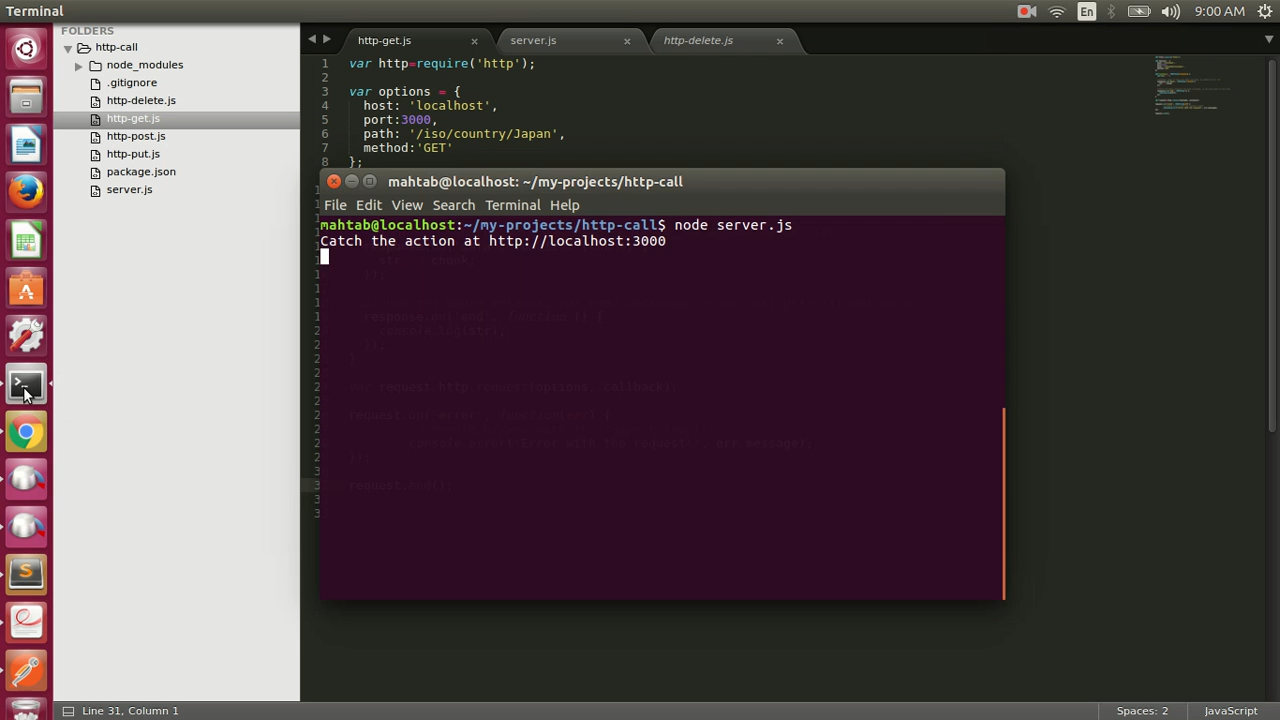 Terminal
En
9:00 AM
FOLDERS
http-call
node_modules
.gitignore
http-delete.js
http-get.js
http-post.js
http-put.js
package.json
server.js
http-get.js
server.js
http-delete.js
1 var http=require('http');
2
3 var options = {
4 host: 'localhost',
5 port:3000,
6 path: '/iso/country/Japan',
7 method:'GET'
8 };
mahtab@localhost: ~/my-projects/http-call
File Edit View Search Terminal Help
mahtab@localhost:~/my-projects/http-call$ node server.js
Catch the action at http://localhost:3000
request.end();
Line 31, Column 1
Spaces: 2
JavaScript